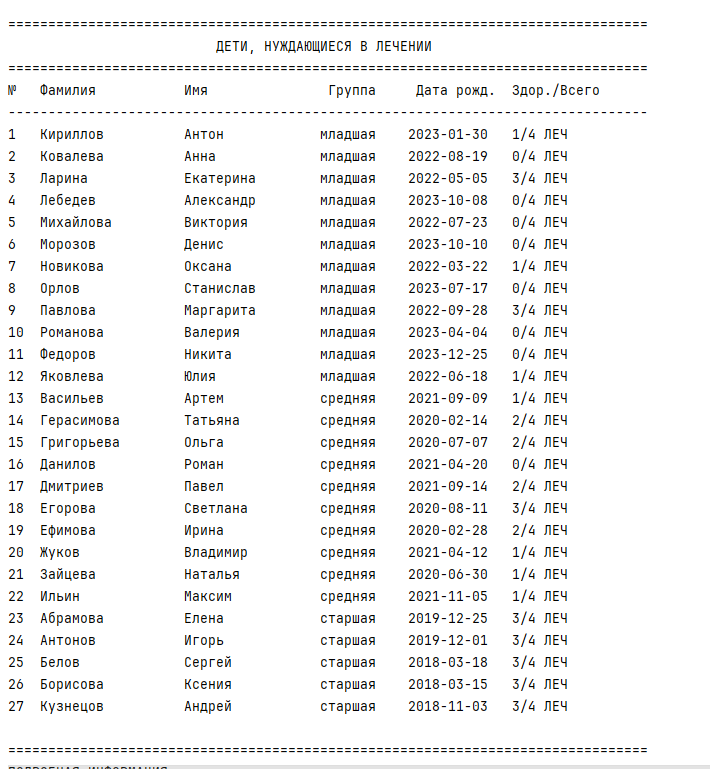 ================================================================================
ДЕТИ, НУЖДАЮЩИЕСЯ В ЛЕЧЕНИИ
================================================================================
№ Фамилия Имя Группа Дата рожд. Здор./Всего
--------------------------------------------------------------------------------
1 Кириллов Антон младшая 2023-01-30 1/4 ЛЕЧ
2 Ковалева Анна младшая 2022-08-19 0/4 ЛЕЧ
3 Ларина Екатерина младшая 2022-05-05 3/4 ЛЕЧ
4 Лебедев Александр младшая 2023-10-08 0/4 ЛЕЧ
5 Михайлова Виктория младшая 2022-07-23 0/4 ЛЕЧ
6 Морозов Денис младшая 2023-10-10 0/4 ЛЕЧ
7 Новикова Оксана младшая 2022-03-22 1/4 ЛЕЧ
8 Орлов Станислав младшая 2023-07-17 0/4 ЛЕЧ
9 Павлова Маргарита младшая 2022-09-28 3/4 ЛЕЧ
10 Романова Валерия младшая 2023-04-04 0/4 ЛЕЧ
11 Федоров Никита младшая 2023-12-25 0/4 ЛЕЧ
12 Яковлева Юлия младшая 2022-06-18 1/4 ЛЕЧ
13 Васильев Артем средняя 2021-09-09 1/4 ЛЕЧ
14 Герасимова Татьяна средняя 2020-02-14 2/4 ЛЕЧ
15 Григорьева Ольга средняя 2020-07-07 2/4 ЛЕЧ
16 Данилов Роман средняя 2021-04-20 0/4 ЛЕЧ
17 Дмитриев Павел средняя 2021-09-14 2/4 ЛЕЧ
18 Егорова Светлана средняя 2020-08-11 3/4 ЛЕЧ
19 Ефимова Ирина средняя 2020-02-28 2/4 ЛЕЧ
20 Жуков Владимир средняя 2021-04-12 1/4 ЛЕЧ
21 Зайцева Наталья средняя 2020-06-30 1/4 ЛЕЧ
22 Ильин Максим средняя 2021-11-05 1/4 ЛЕЧ
23 Абрамова Елена старшая 2019-12-25 3/4 ЛЕЧ
24 Антонов Игорь старшая 2019-12-01 3/4 ЛЕЧ
25 Белов Сергей старшая 2018-03-18 3/4 ЛЕЧ
26 Борисова Ксения старшая 2018-03-15 3/4 ЛЕЧ
27 Кузнецов Андрей старшая 2018-11-03 3/4 ЛЕЧ
================================================================================